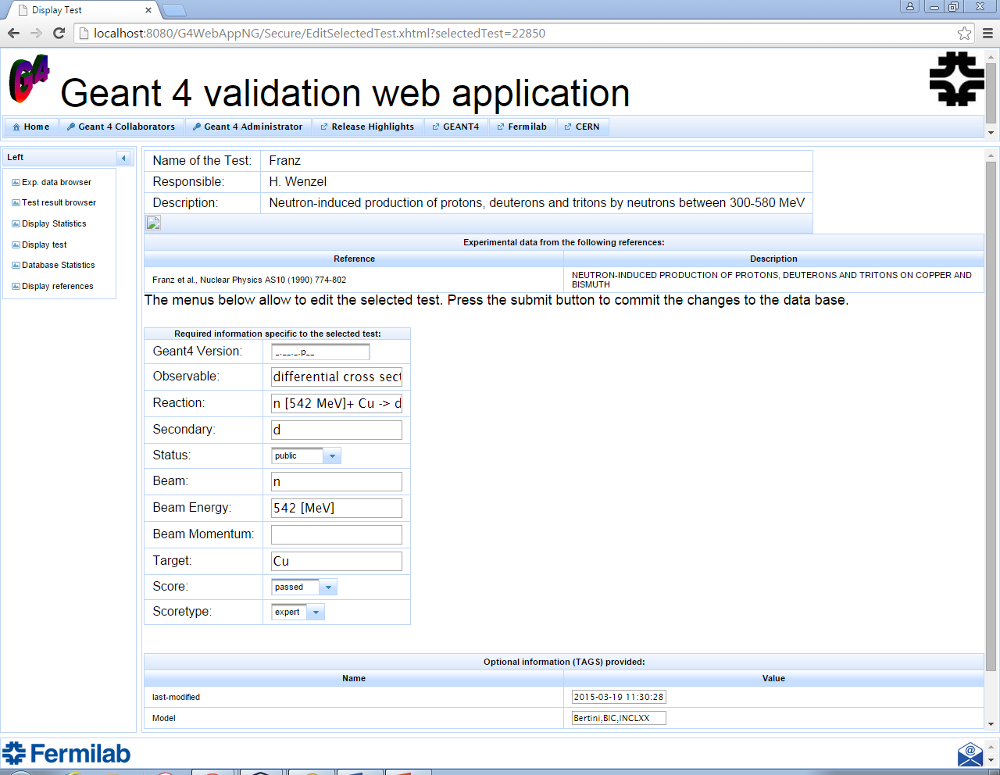 Display Test
localhost:8080/G4WebAppNG/Secure/EditSelectedTest.xhtml?selectedTest=22850
G4
Geant 4 validation web application
Home Geant 4 Collaborators Geant 4 Administrator Release Highlights GEANT4 Fermilab CERN
Left
Exp. data browser
Test result browser
Display Statistics
Display test
Database Statistics
Display references
Name of the Test: Franz
Responsible: H. Wenzel
Description: Neutron-induced production of protons, deuterons and tritons by neutrons between 300-580 MeV
Experimental data from the following references:
Reference Description
Franz et al., Nuclear Physics AS10 (1990) 774-802 NEUTRON-INDUCED PRODUCTION OF PROTONS, DEUTERONS AND TRITONS ON COPPER AND
BISMUTH
The menus below allow to edit the selected test. Press the submit button to commit the changes to the data base.
Required information specific to the selected test:
Geant4 Version: _.__._.p__
Observable: differential cross sect
Reaction: n [542 MeV]+ Cu -> d
Secondary: d
Status: public
Beam: n
Beam Energy: 542 [MeV]
Beam Momentum:
Target: Cu
Score: passed
Scoretype: expert
Optional information (TAGS) provided:
Name Value
last-modified 2015-03-19 11:30:28
Model Bertini,BIC,INCLXX
Fermilab